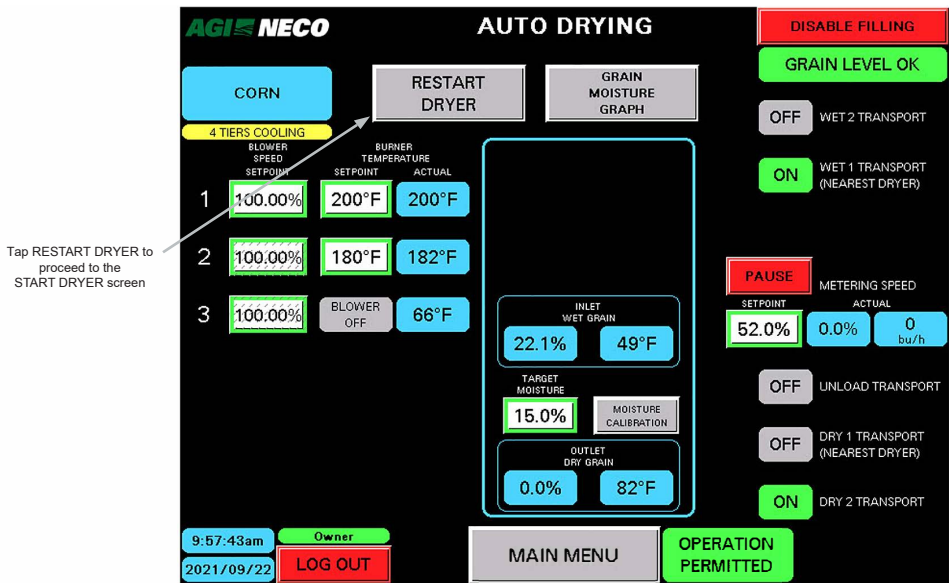 AGI NECO
AUTO DRYING
DISABLE FILLING
GRAIN LEVEL OK
CORN
RESTART
DRYER
GRAIN
MOISTURE
GRAPH
4 TIERS COOLING
OFF
WET 2 TRANSPORT
ON
WET 1 TRANSPORT
(NEAREST DRYER)
BLOWER
SPEED
SETPOINT
BURNER
TEMPERATURE
SETPOINT
ACTUAL
1
100.00%
200°F
200°F
2
100.00%
180°F
182°F
3
100.00%
BLOWER
OFF
66°F
Tap RESTART DRYER to
proceed to the
START DRYER screen
INLET
WET GRAIN
22.1%
49°F
TARGET
MOISTURE
15.0%
MOISTURE
CALIBRATION
OUTLET
DRY GRAIN
0.0%
82°F
PAUSE
METERING SPEED
SETPOINT
ACTUAL
52.0%
0.0%
0
bu/h
OFF
UNLOAD TRANSPORT
OFF
DRY 1 TRANSPORT
(NEAREST DRYER)
ON
DRY 2 TRANSPORT
9:57:43am
Owner
2021/09/22
LOG OUT
MAIN MENU
OPERATION
PERMITTED